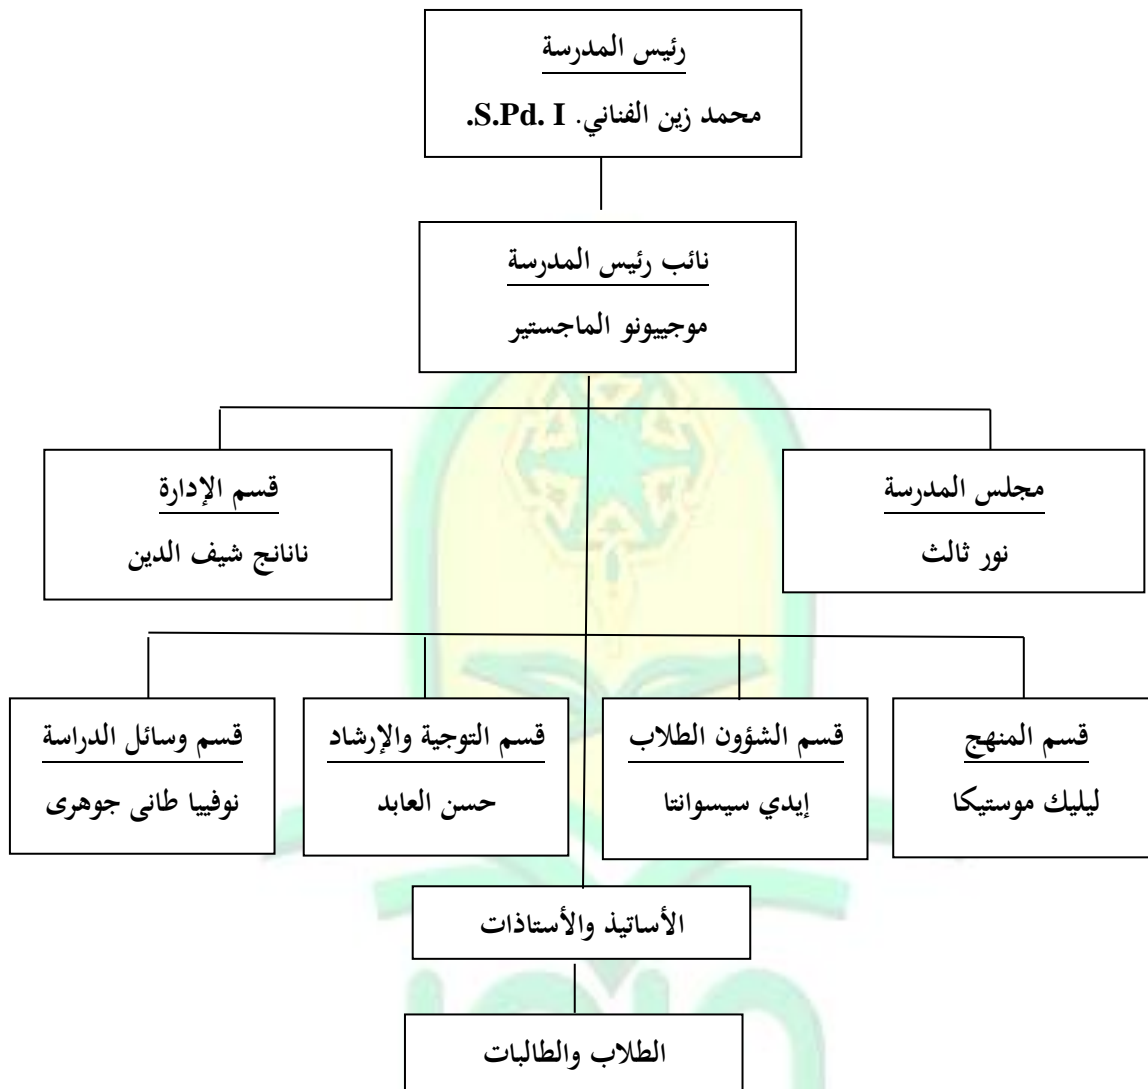 رئيس المدرسة
محمد زين الفناني. S.Pd. I.
نائب رئيس المدرسة
موجييونو الماجستير
مجلس المدرسة
نور ثالث
قسم الإدارة
نانانج شيف الدين
قسم المنهج
ليليك موستيكا
قسم الشؤون الطلاب
إيدي سيسوانتا
قسم التوجية والإرشاد
حسن العابد
قسم وسائل الدراسة
نوفييا طانى جوهرى
الأساتيذ والأستاذات
الطلاب والطالبات